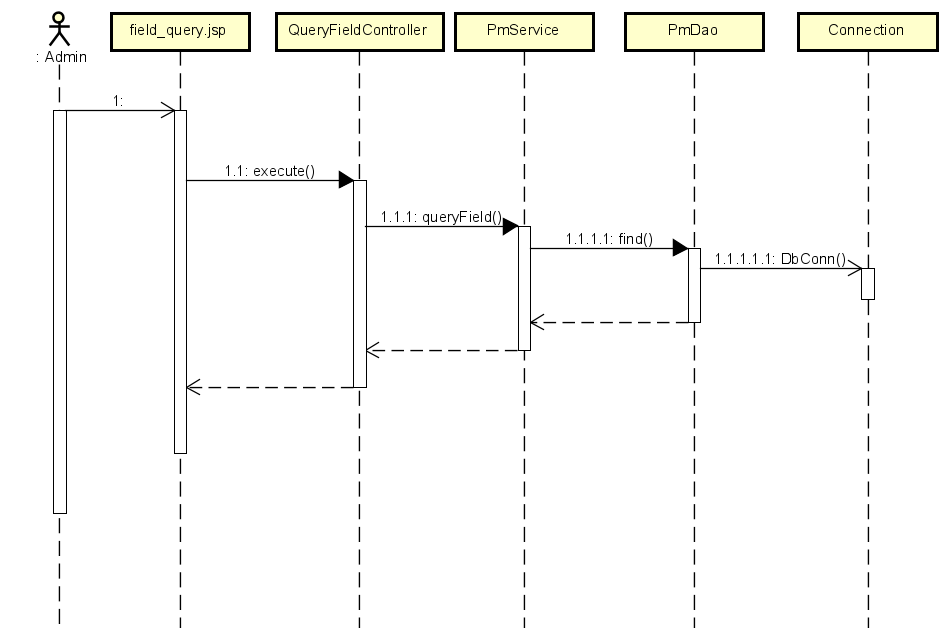 : Admin
field_query.jsp
QueryFieldController
PmService
PmDao
Connection
1:
1.1: execute()
1.1.1: queryField()
1.1.1.1: find()
1.1.1.1.1: DbConn()